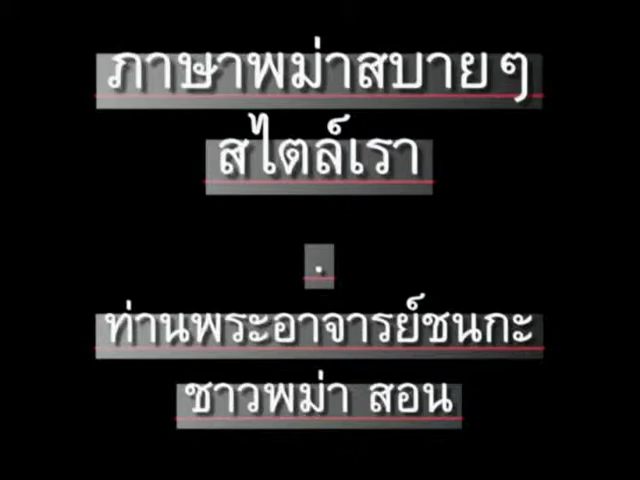 ภาษาพม่าสบายๆ
สไตล์เรา
.
ท่านพระอาจารย์ชนกะ
ชาวพม่า สอน